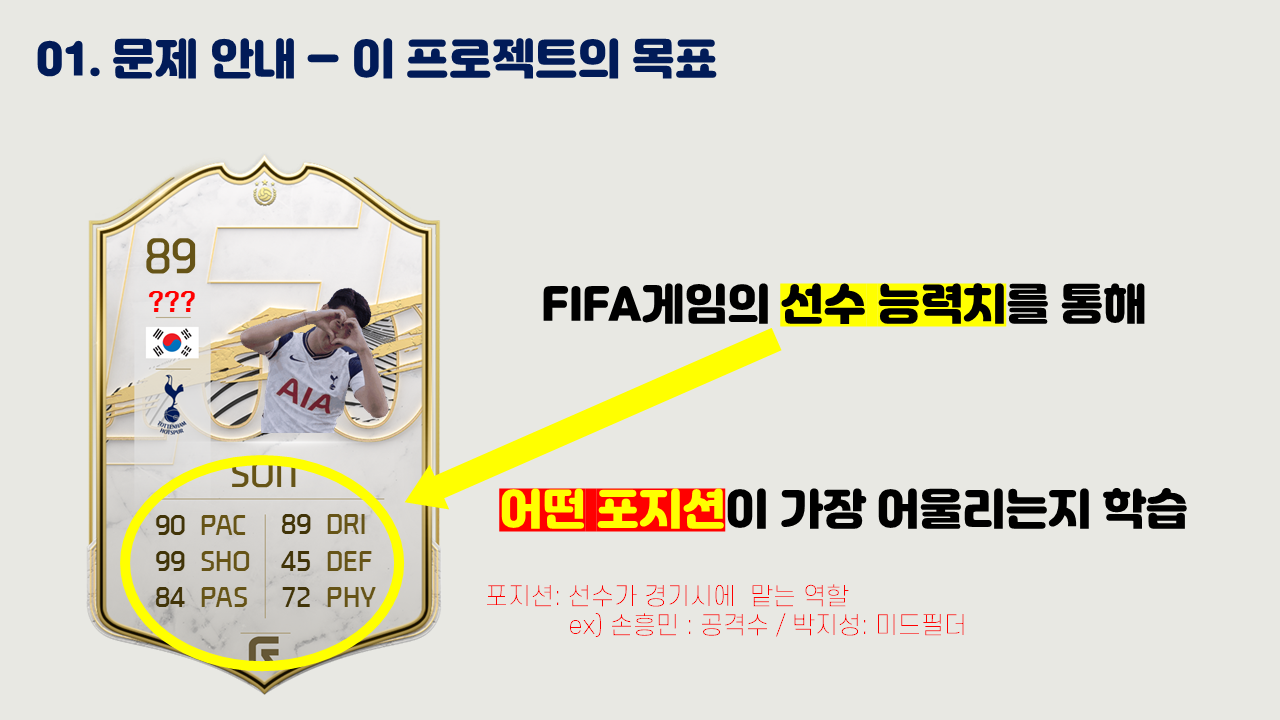 01. 문제 안내 – 이 프로젝트의 목표
89
???
TOTTENHAM
HOTSPUR
AIA
SON
90 PAC 89 DRI
99 SHO 45 DEF
84 PAS 72 PHY
FIFA게임의 선수 능력치를 통해
어떤 포지션이 가장 어울리는지 학습
포지션: 선수가 경기시에 맡는 역할
ex) 손흥민 : 공격수 / 박지성: 미드필더